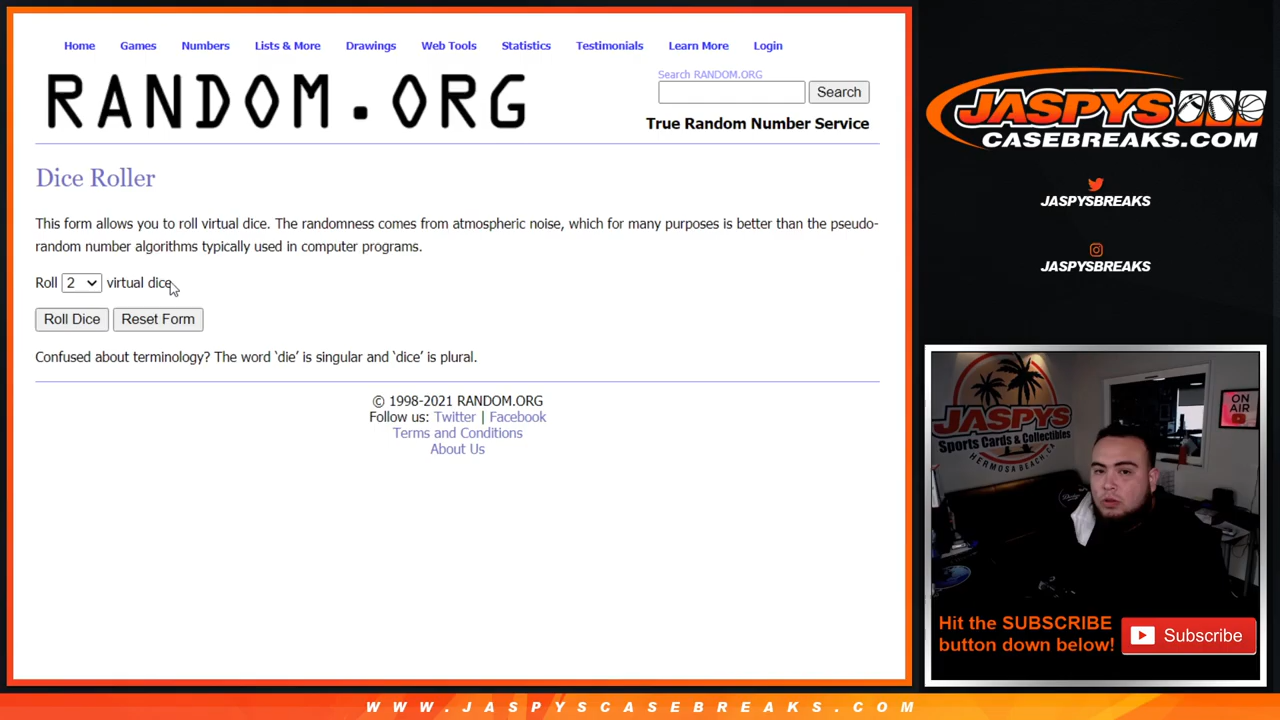 Home Games Numbers Lists & More Drawings Web Tools Statistics Testimonials Learn More Login
RANDOM.ORG
Search RANDOM.ORG
Search
True Random Number Service
Dice Roller
This form allows you to roll virtual dice. The randomness comes from atmospheric noise, which for many purposes is better than the pseudo-
random number algorithms typically used in computer programs.
Roll 2 virtual dice
Roll Dice Reset Form
Confused about terminology? The word ‘die’ is singular and ‘dice’ is plural.
© 1998-2021 RANDOM.ORG
Follow us: Twitter | Facebook
Terms and Conditions
About Us
JASPYS
CASEBREAKS.COM
JASPYSBREAKS
JASPYSBREAKS
JASPYS
Sports Cards & Collectibles
HERMOSA BEACH, CA
ON
AIR
Hit the SUBSCRIBE
button down below!
Subscribe
WWW.JASPYSCASEBREAKS.COM